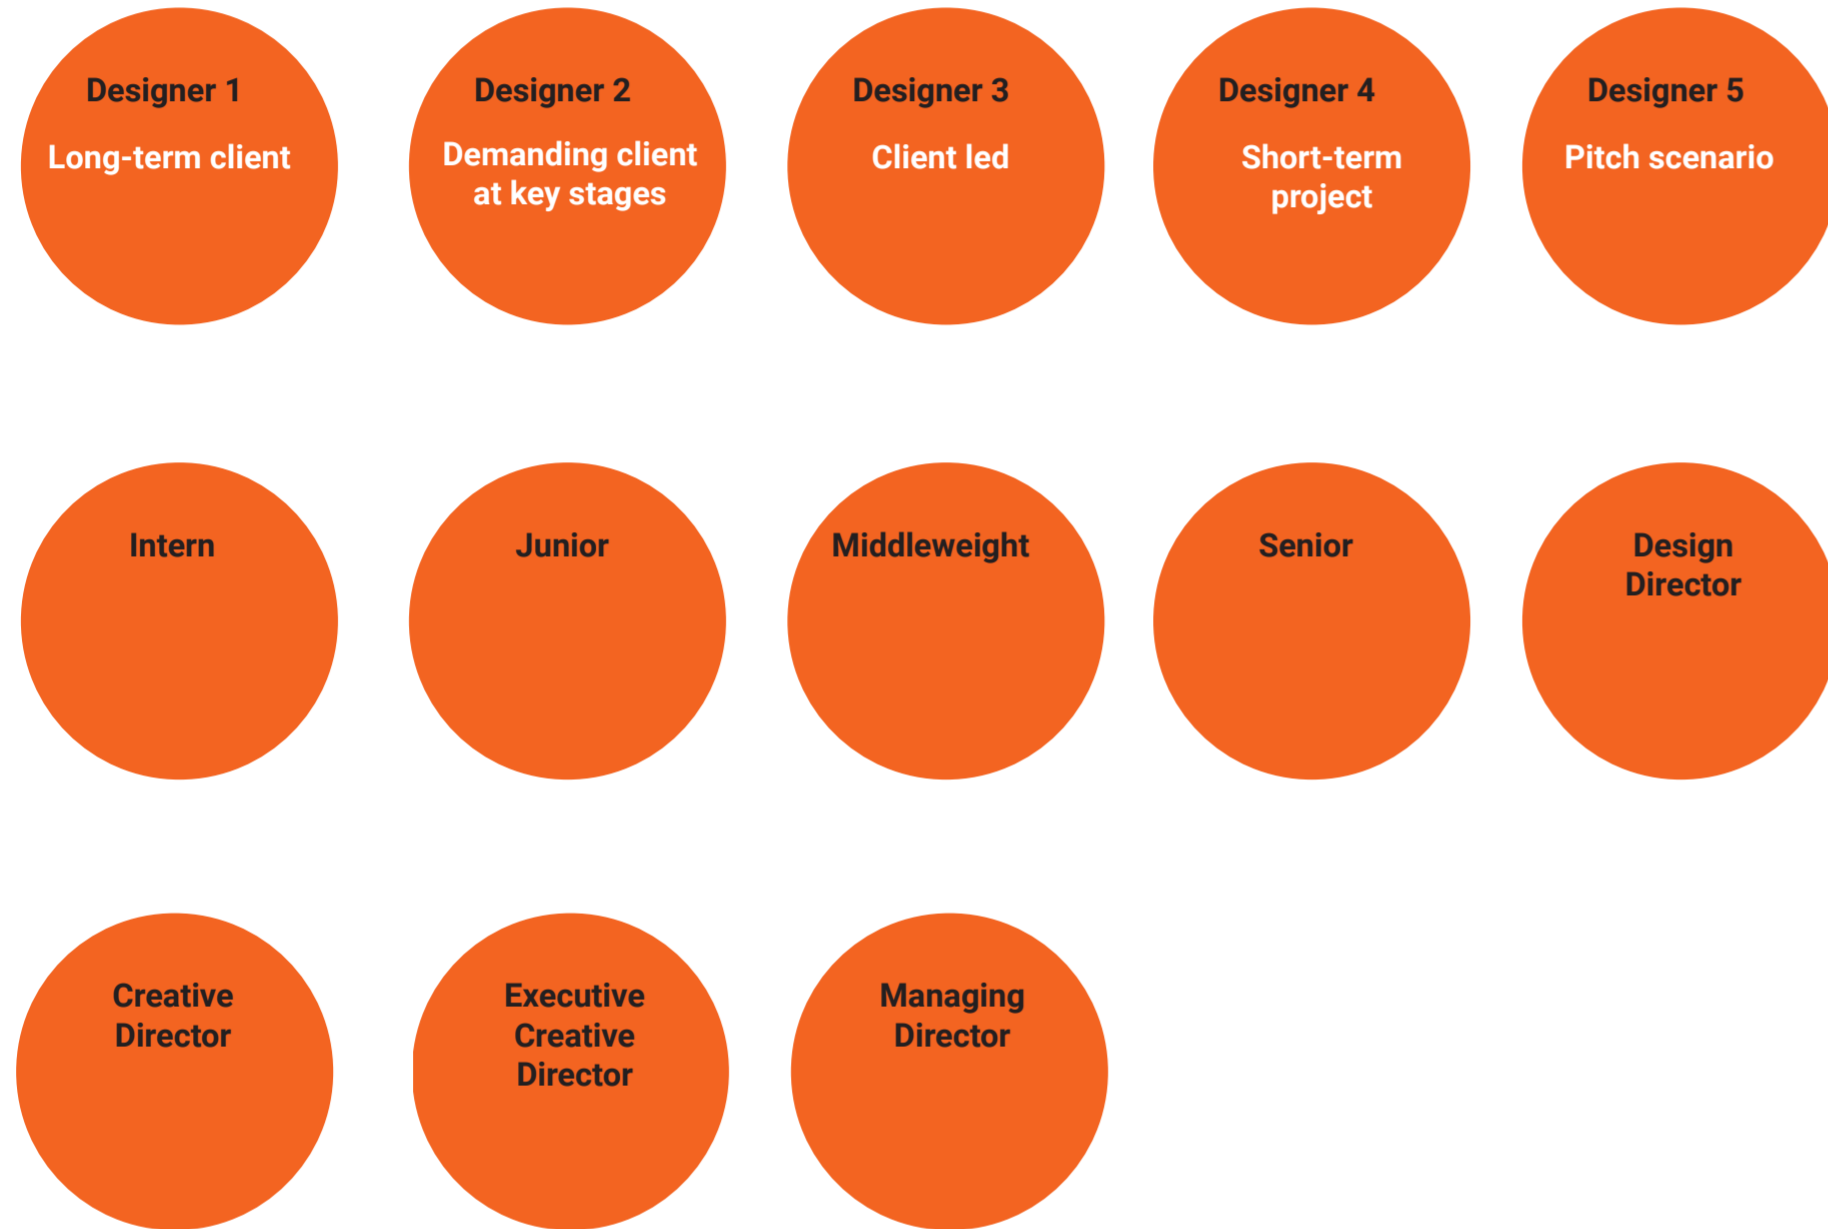 Designer 1
Long-term client
Designer 2
Demanding client
at key stages
Designer 3
Client led
Designer 4
Short-term
project
Designer 5
Pitch scenario
Intern
Junior
Middleweight
Senior
Design
Director
Creative
Director
Executive
Creative
Director
Managing
Director